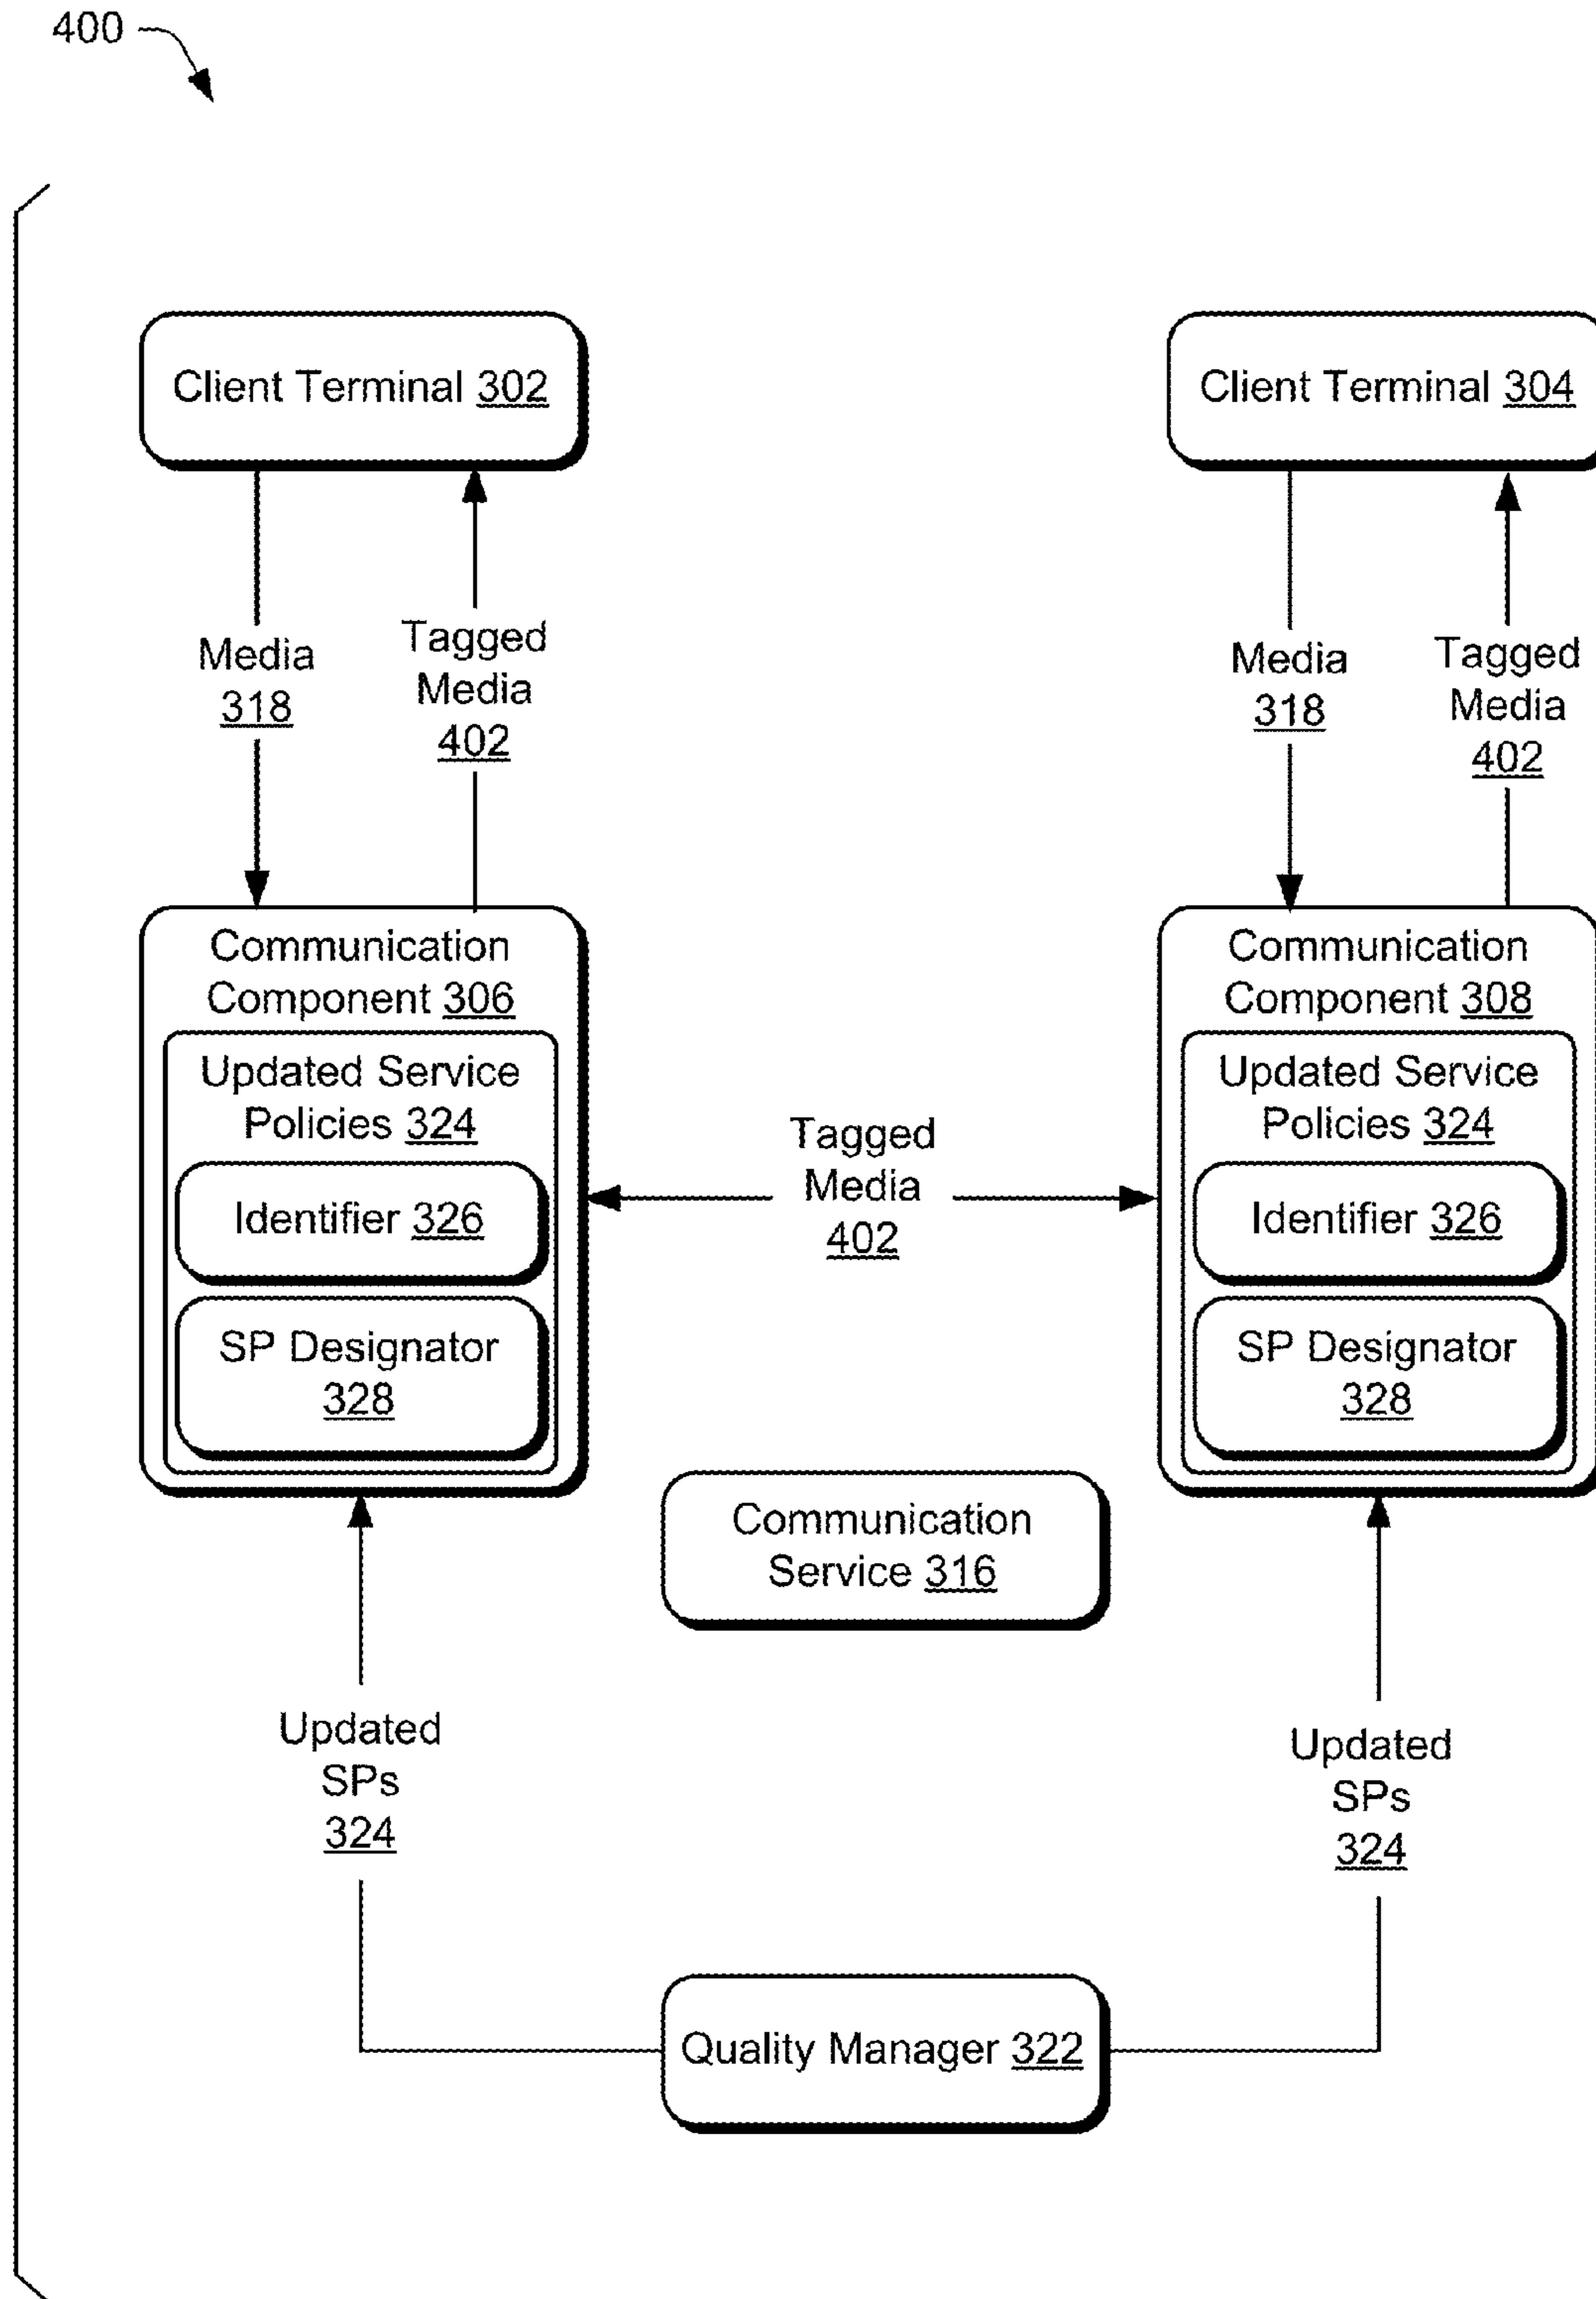 400
Client Terminal 302
Client Terminal 304
Media
318
Tagged
Media
402
Media
318
Tagged
Media
402
Communication
Component 306
Updated Service
Policies 324
Identifier 326
SP Designator
328
Tagged
Media
402
Communication
Component 308
Updated Service
Policies 324
Identifier 326
SP Designator
328
Communication
Service 316
Updated
SPs
324
Updated
SPs
324
Quality Manager 322